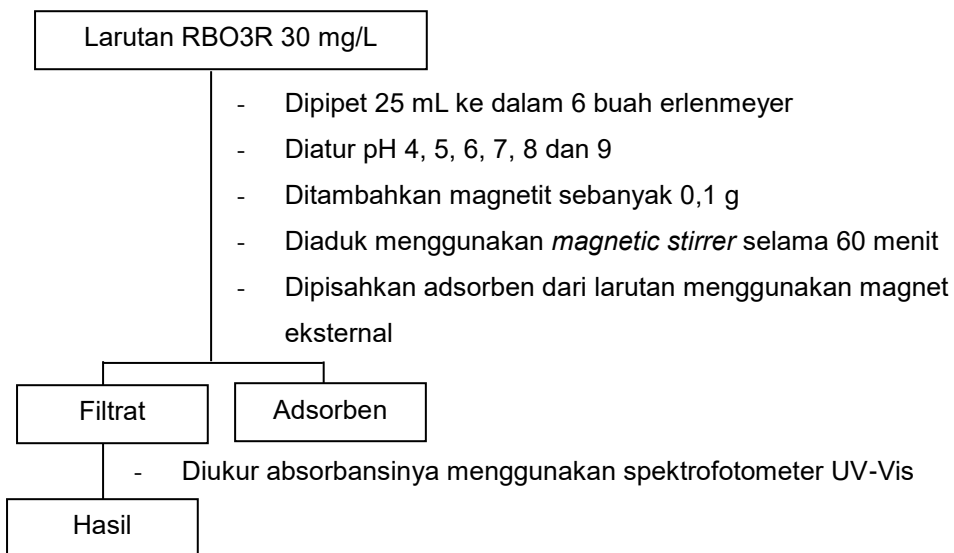 Larutan RBO3R 30 mg/L
- Dipipet 25 mL ke dalam 6 buah erlenmeyer
- Diatur pH 4, 5, 6, 7, 8 dan 9
- Ditambahkan magnetit sebanyak 0,1 g
- Diaduk menggunakan magnetic stirrer selama 60 menit
- Dipisahkan adsorben dari larutan menggunakan magnet
eksternal
Filtrat
Adsorben
- Diukur absorbansinya menggunakan spektrofotometer UV-Vis
Hasil